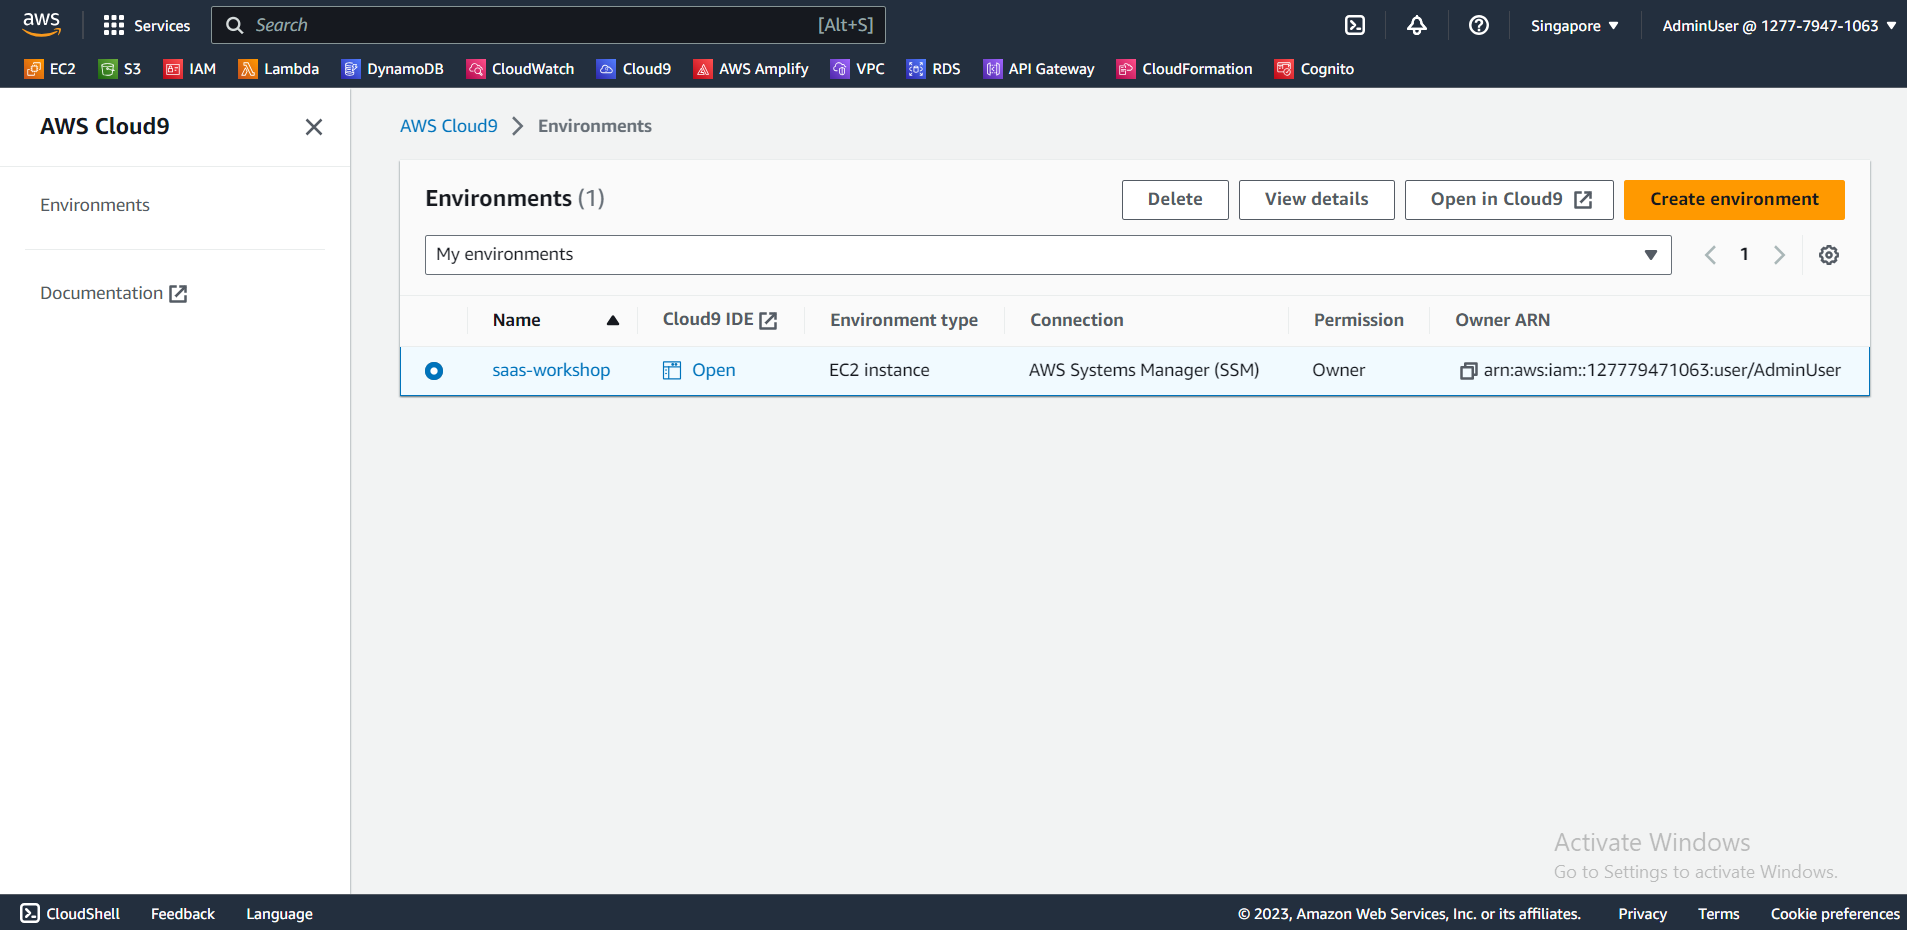 aws Services Search [Alt+S] Singapore AdminUser @ 1277-7947-1063
EC2 S3 IAM Lambda DynamoDB CloudWatch Cloud9 AWS Amplify VPC RDS API Gateway CloudFormation Cognito
AWS Cloud9
Environments
Documentation
AWS Cloud9 Environments
Environments (1) Delete View details Open in Cloud9 Create environment
My environments 1
Name Cloud9 IDE Environment type Connection Permission Owner ARN
saas-workshop Open EC2 instance AWS Systems Manager (SSM) Owner arn:aws:iam::127779471063:user/AdminUser
Activate Windows
Go to Settings to activate Windows.
CloudShell Feedback Language © 2023, Amazon Web Services, Inc. or its affiliates. Privacy Terms Cookie preferences